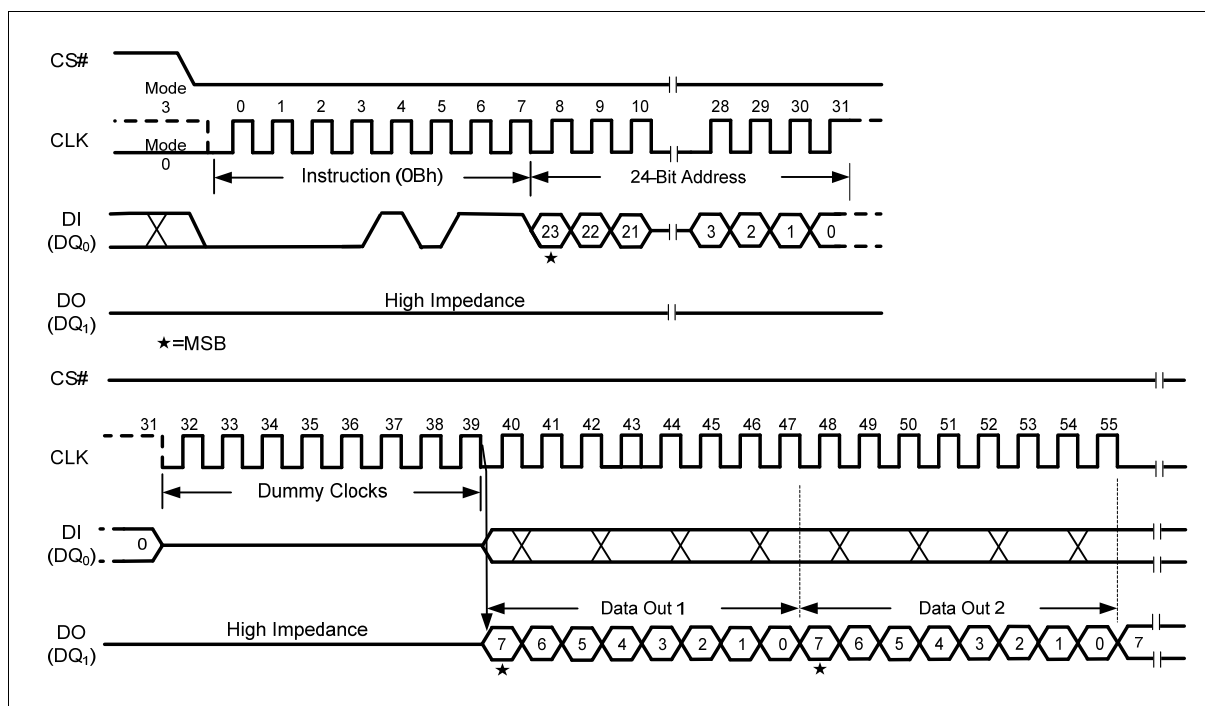 CS#
Mode
3 0 1 2 3 4 5 6 7 8 9 10 28 29 30 31
CLK
Mode
0
Instruction (0Bh) 24-Bit Address
DI
(DQ0) 23 22 21 3 2 1 0
★
DO
(DQ1) High Impedance
★=MSB
CS#
31 32 33 34 35 36 37 38 39 40 41 42 43 44 45 46 47 48 49 50 51 52 53 54 55
CLK
Dummy Clocks
DI
(DQ0) 0
Data Out 1 Data Out 2
DO
(DQ1) High Impedance 7 6 5 4 3 2 1 0 7 6 5 4 3 2 1 0 7
★ ★